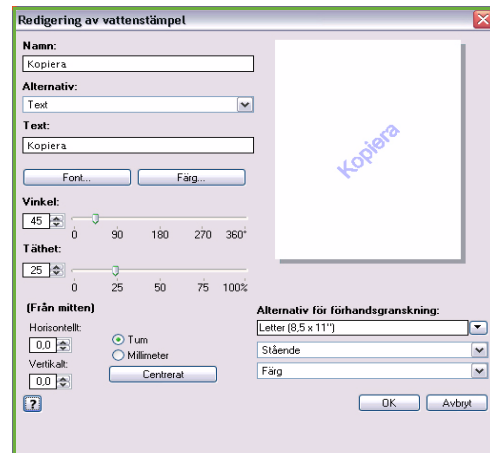 Redigering av vattenstämpel
Namn:
Kopiera
Alternativ:
Text
Text:
Kopiera
Font... Färg...
Vinkel:
45
0 90 180 270 360°
Täthet:
25
0 25 50 75 100%
(Från mitten)
Horisontellt:
0,0
Tum
Millimeter
Vertikalt:
0,0
Centrerat
?
Kopiera
Alternativ för förhandsgranskning:
Letter (8,5 x 11")
Stående
Färg
OK Avbryt